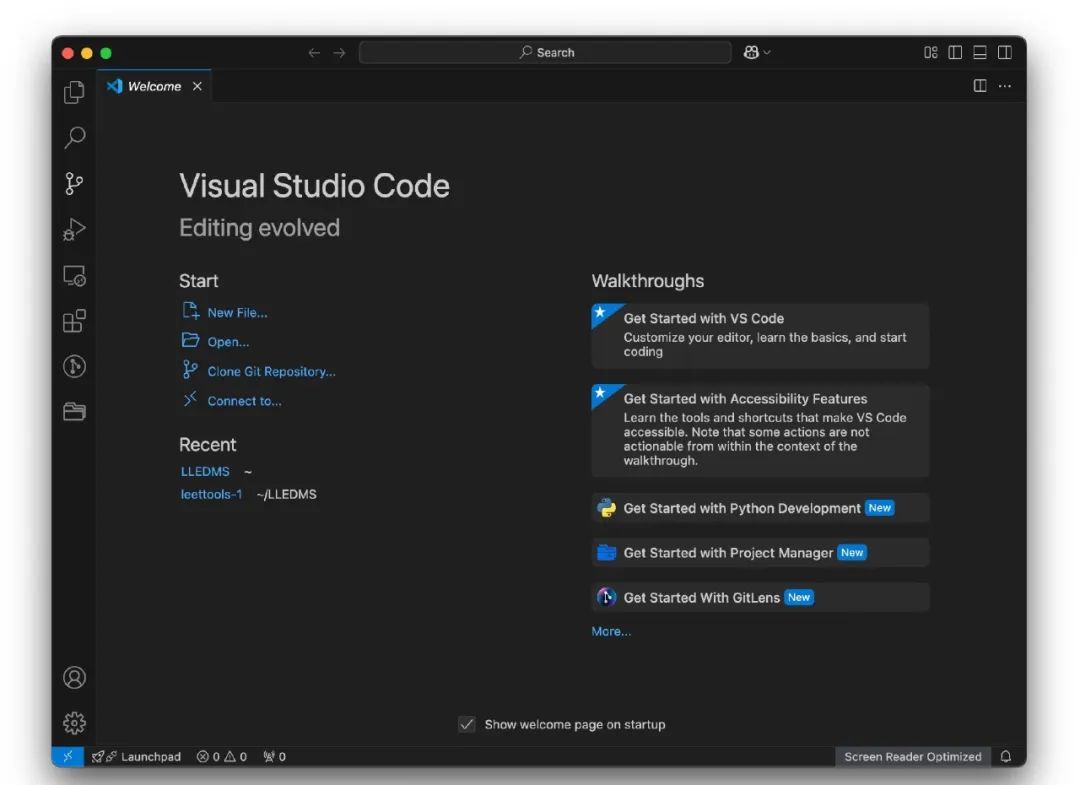 Search
Welcome
Visual Studio Code
Editing evolved
Start
New File...
Open...
Clone Git Repository...
Connect to...
Recent
LLEDMS ~
leettools-1 ~/LLEDMS
Walkthroughs
Get Started with VS Code
Customize your editor, learn the basics, and start
coding
Get Started with Accessibility Features
Learn the tools and shortcuts that make VS Code
accessible. Note that some actions are not
actionable from within the context of the
walkthrough.
Get Started with Python Development New
Get Started with Project Manager New
Get Started With GitLens New
More...
Show welcome page on startup
Launchpad 0 0 0 Screen Reader Optimized